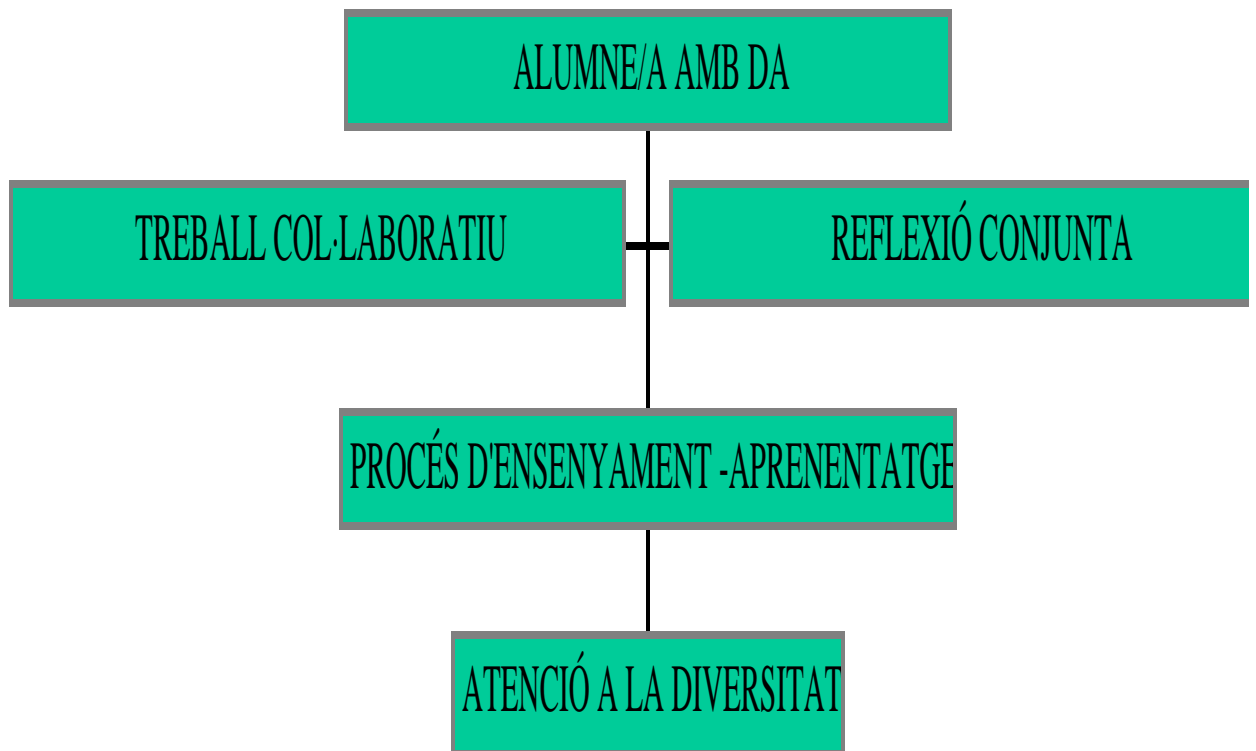 ALUMNE/A AMB DA
TREBALL COL·LABORATIU
REFLEXIÓ CONJUNTA
PROCÉS D'ENSENYAMENT -APRENENTATGE
ATENCIÓ A LA DIVERSITAT